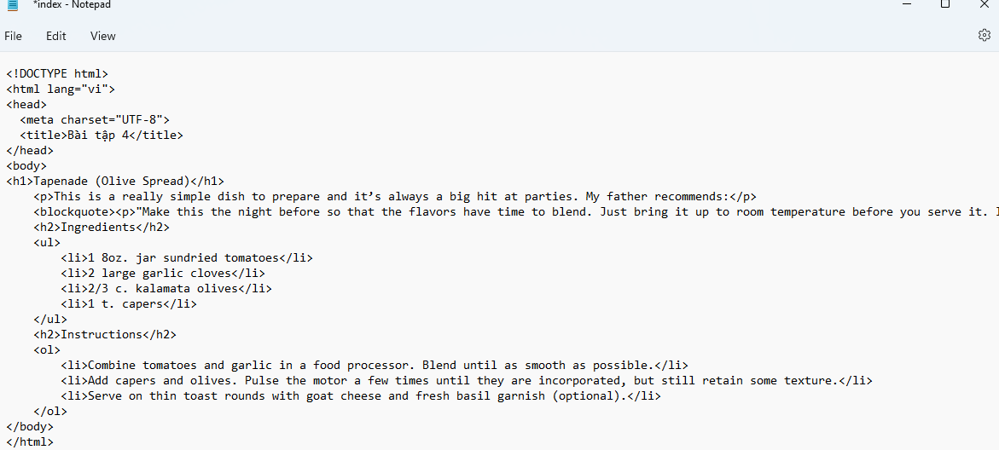 *index - Notepad
File Edit View
<!DOCTYPE html>
<html lang="vi">
<head>
  <meta charset="UTF-8">
  <title>Bài tập 4</title>
</head>
<body>
<h1>Tapenade (Olive Spread)</h1>
    <p>This is a really simple dish to prepare and it’s always a big hit at parties. My father recommends:</p>
    <blockquote><p>"Make this the night before so that the flavors have time to blend. Just bring it up to room temperature before you serve it.
    <h2>Ingredients</h2>
    <ul>
        <li>1 8oz. jar sundried tomatoes</li>
        <li>2 large garlic cloves</li>
        <li>2/3 c. kalamata olives</li>
        <li>1 t. capers</li>
    </ul>
    <h2>Instructions</h2>
    <ol>
        <li>Combine tomatoes and garlic in a food processor. Blend until as smooth as possible.</li>
        <li>Add capers and olives. Pulse the motor a few times until they are incorporated, but still retain some texture.</li>
        <li>Serve on thin toast rounds with goat cheese and fresh basil garnish (optional).</li>
    </ol>
</body>
</html>